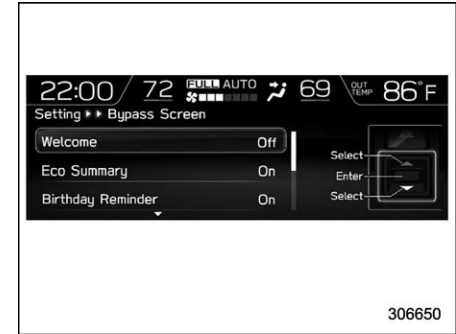 22:00 / 72 FULL AUTO 69 OUT TEMP 86°F
Setting ▸▸ Bypass Screen
Welcome Off
Eco Summary On
Birthday Reminder On
Select
Enter
Select
306650